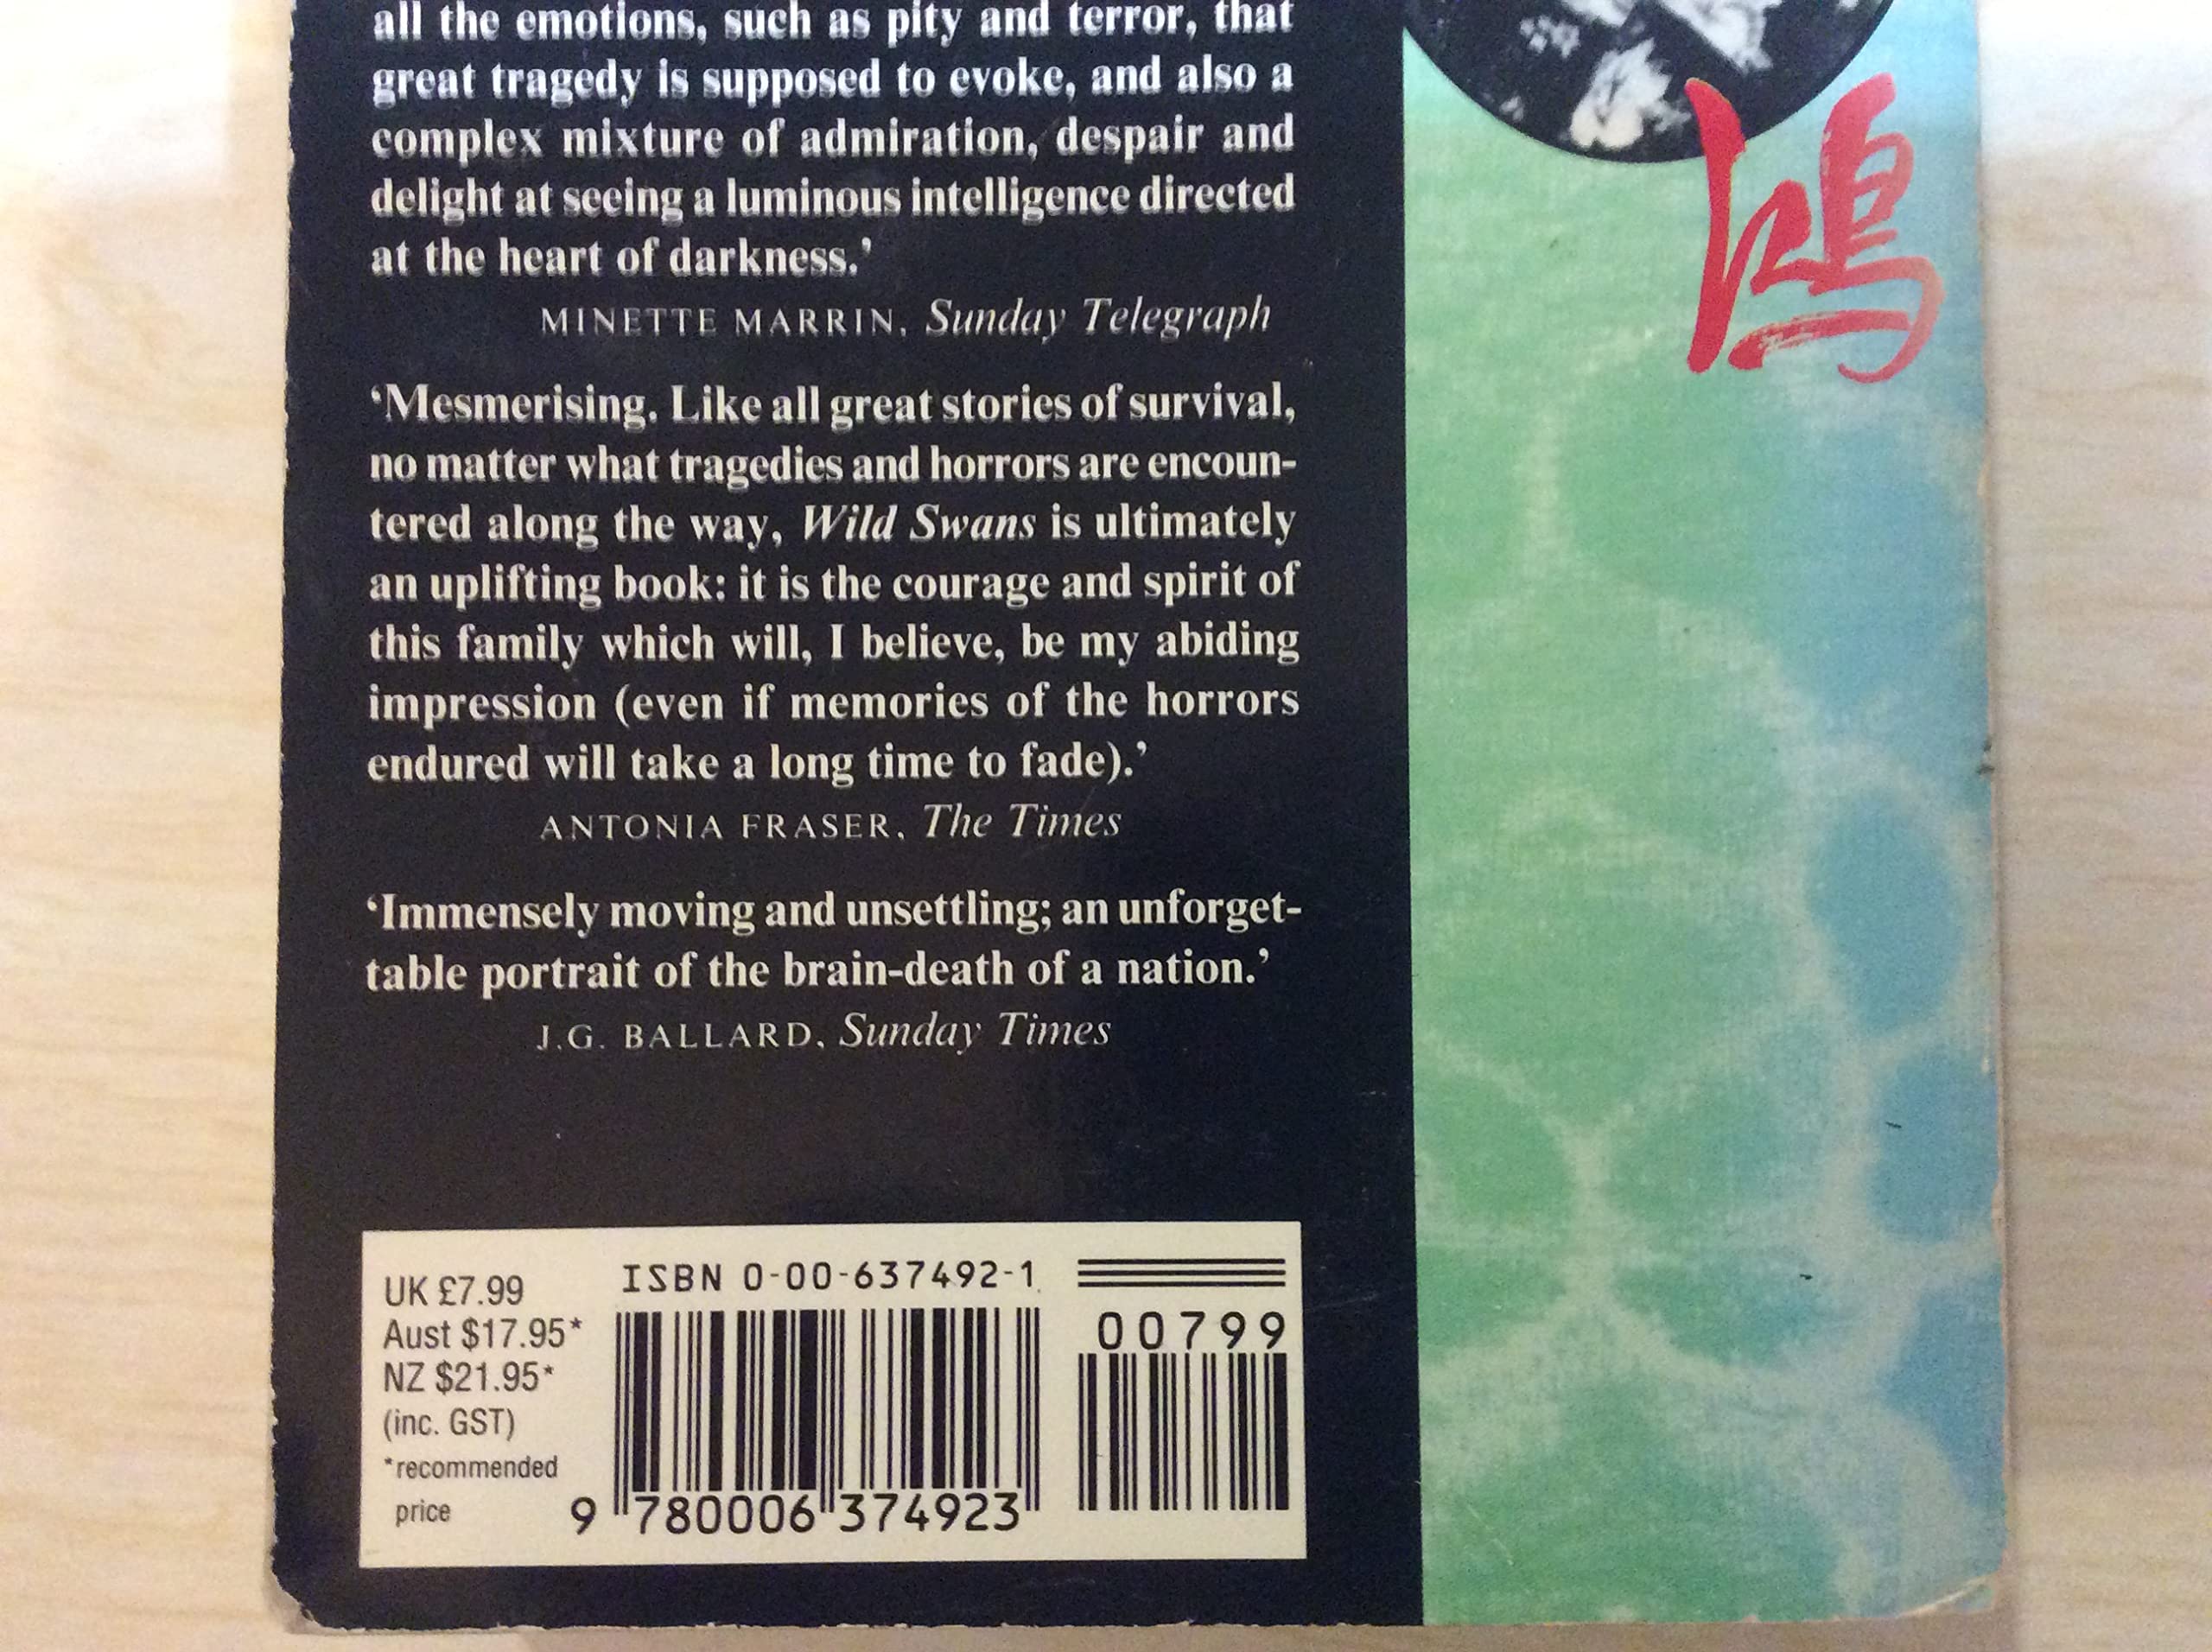 all the emotions, such as pity and terror, that
great tragedy is supposed to evoke, and also a
complex mixture of admiration, despair and
delight at seeing a luminous intelligence directed
at the heart of darkness.’
MINETTE MARRIN, Sunday Telegraph
‘Mesmerising. Like all great stories of survival,
no matter what tragedies and horrors are encoun-
tered along the way, Wild Swans is ultimately
an uplifting book: it is the courage and spirit of
this family which will, I believe, be my abiding
impression (even if memories of the horrors
endured will take a long time to fade).’
ANTONIA FRASER, The Times
‘Immensely moving and unsettling; an unforget-
table portrait of the brain-death of a nation.’
J.G. BALLARD, Sunday Times
鴻
UK £7.99
Aust $17.95*
NZ $21.95*
(inc. GST)
*recommended
price
ISBN 0-00-637492-1
9 780006 374923
00799